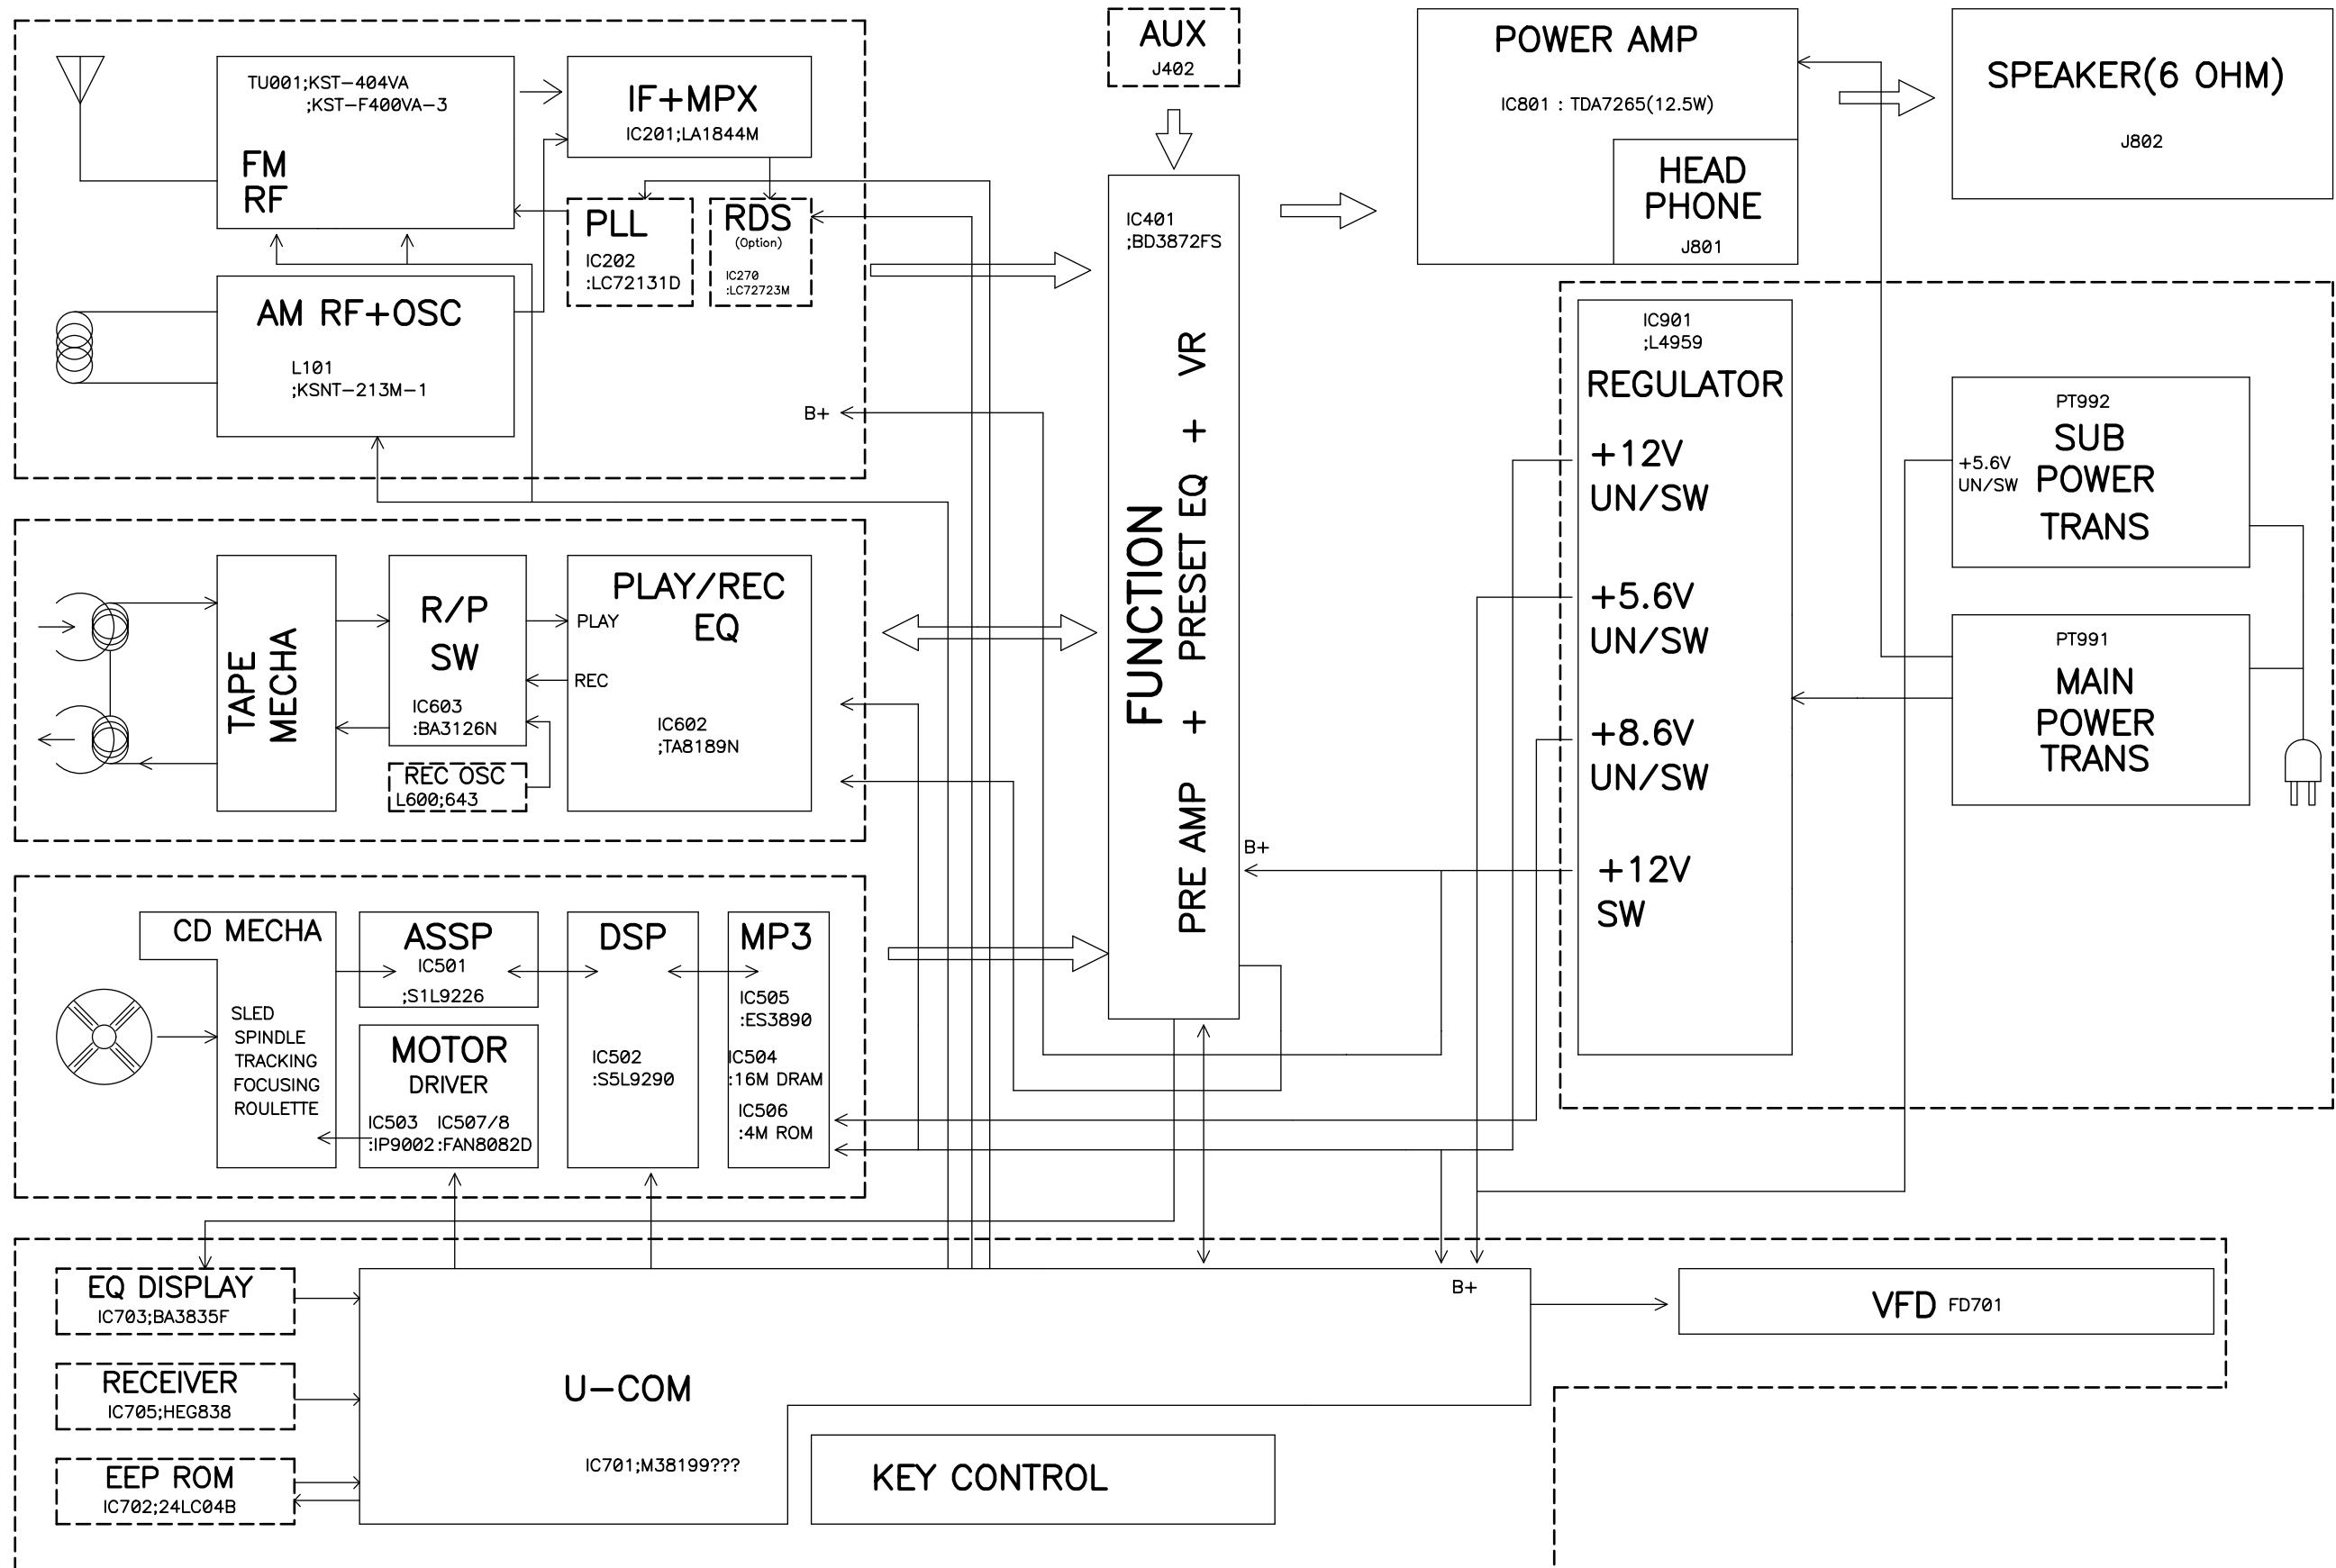 TU001;KST-404VA
;KST-F400VA-3
FM
RF
IF+MPX
IC201;LA1844M
PLL
IC202
:LC72131D
RDS
(Option)
IC270
:LC72723M
AM RF+OSC
L101
;KSNT-213M-1
B+
AUX
J402
IC401
;BD3872FS
FUNCTION
PRE AMP + PRESET EQ + VR
B+
POWER AMP
IC801 : TDA7265(12.5W)
HEAD
PHONE
J801
SPEAKER(6 OHM)
J802
IC901
;L4959
REGULATOR
+12V
UN/SW
+5.6V
UN/SW
+8.6V
UN/SW
+12V
SW
PT992
SUB
POWER
TRANS
+5.6V
UN/SW
PT991
MAIN
POWER
TRANS
TAPE
MECHA
R/P
SW
IC603
:BA3126N
REC OSC
L600;643
PLAY/REC
EQ
PLAY
REC
IC602
;TA8189N
CD MECHA
SLED
SPINDLE
TRACKING
FOCUSING
ROULETTE
ASSP
IC501
;S1L9226
MOTOR
DRIVER
IC503 IC507/8
:IP9002 :FAN8082D
DSP
IC502
:S5L9290
MP3
IC505
:ES3890
IC504
:16M DRAM
IC506
:4M ROM
EQ DISPLAY
IC703;BA3835F
RECEIVER
IC705;HEG838
EEP ROM
IC702;24LC04B
B+
U-COM
IC701;M38199???
KEY CONTROL
VFD FD701